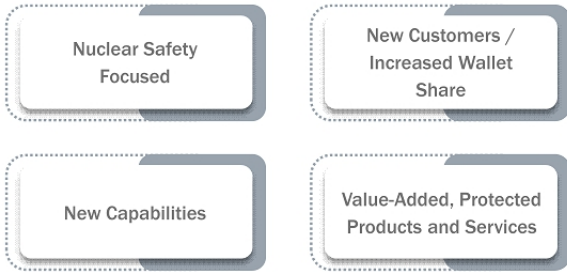 Nuclear Safety
Focused
New Customers /
Increased Wallet
Share
New Capabilities
Value-Added, Protected
Products and Services